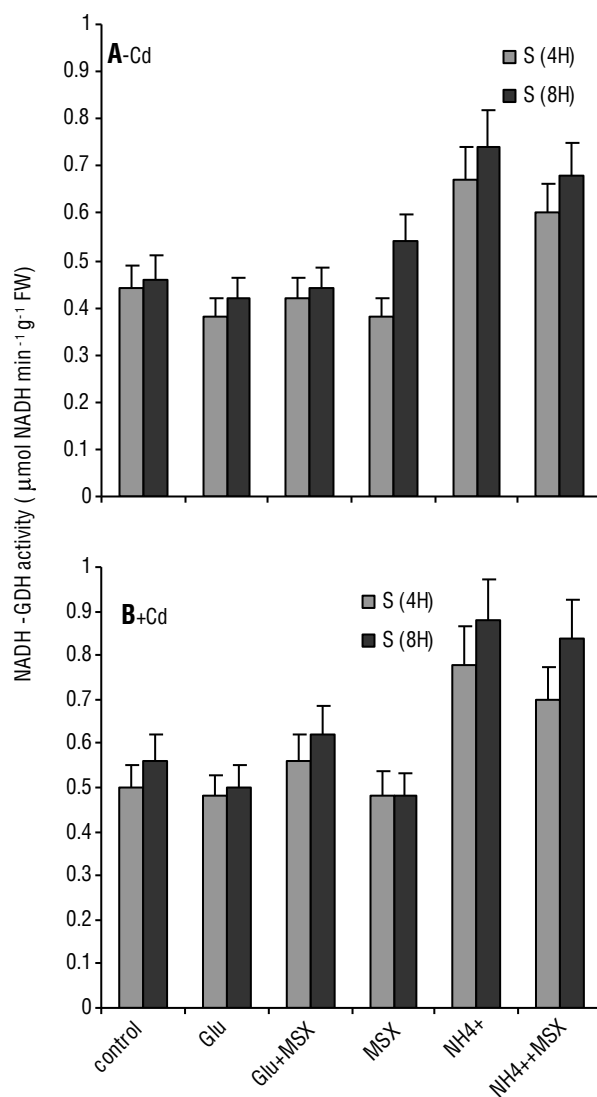 NADH -GDH activity ( µmol NADH min⁻¹ g⁻¹ FW)
A-Cd
S (4H)
S (8H)
1
0.9
0.8
0.7
0.6
0.5
0.4
0.3
0.2
0.1
0
B+Cd
S (4H)
S (8H)
1
0.9
0.8
0.7
0.6
0.5
0.4
0.3
0.2
0.1
0
control
Glu
Glu+MSX
MSX
NH4+
NH4++MSX